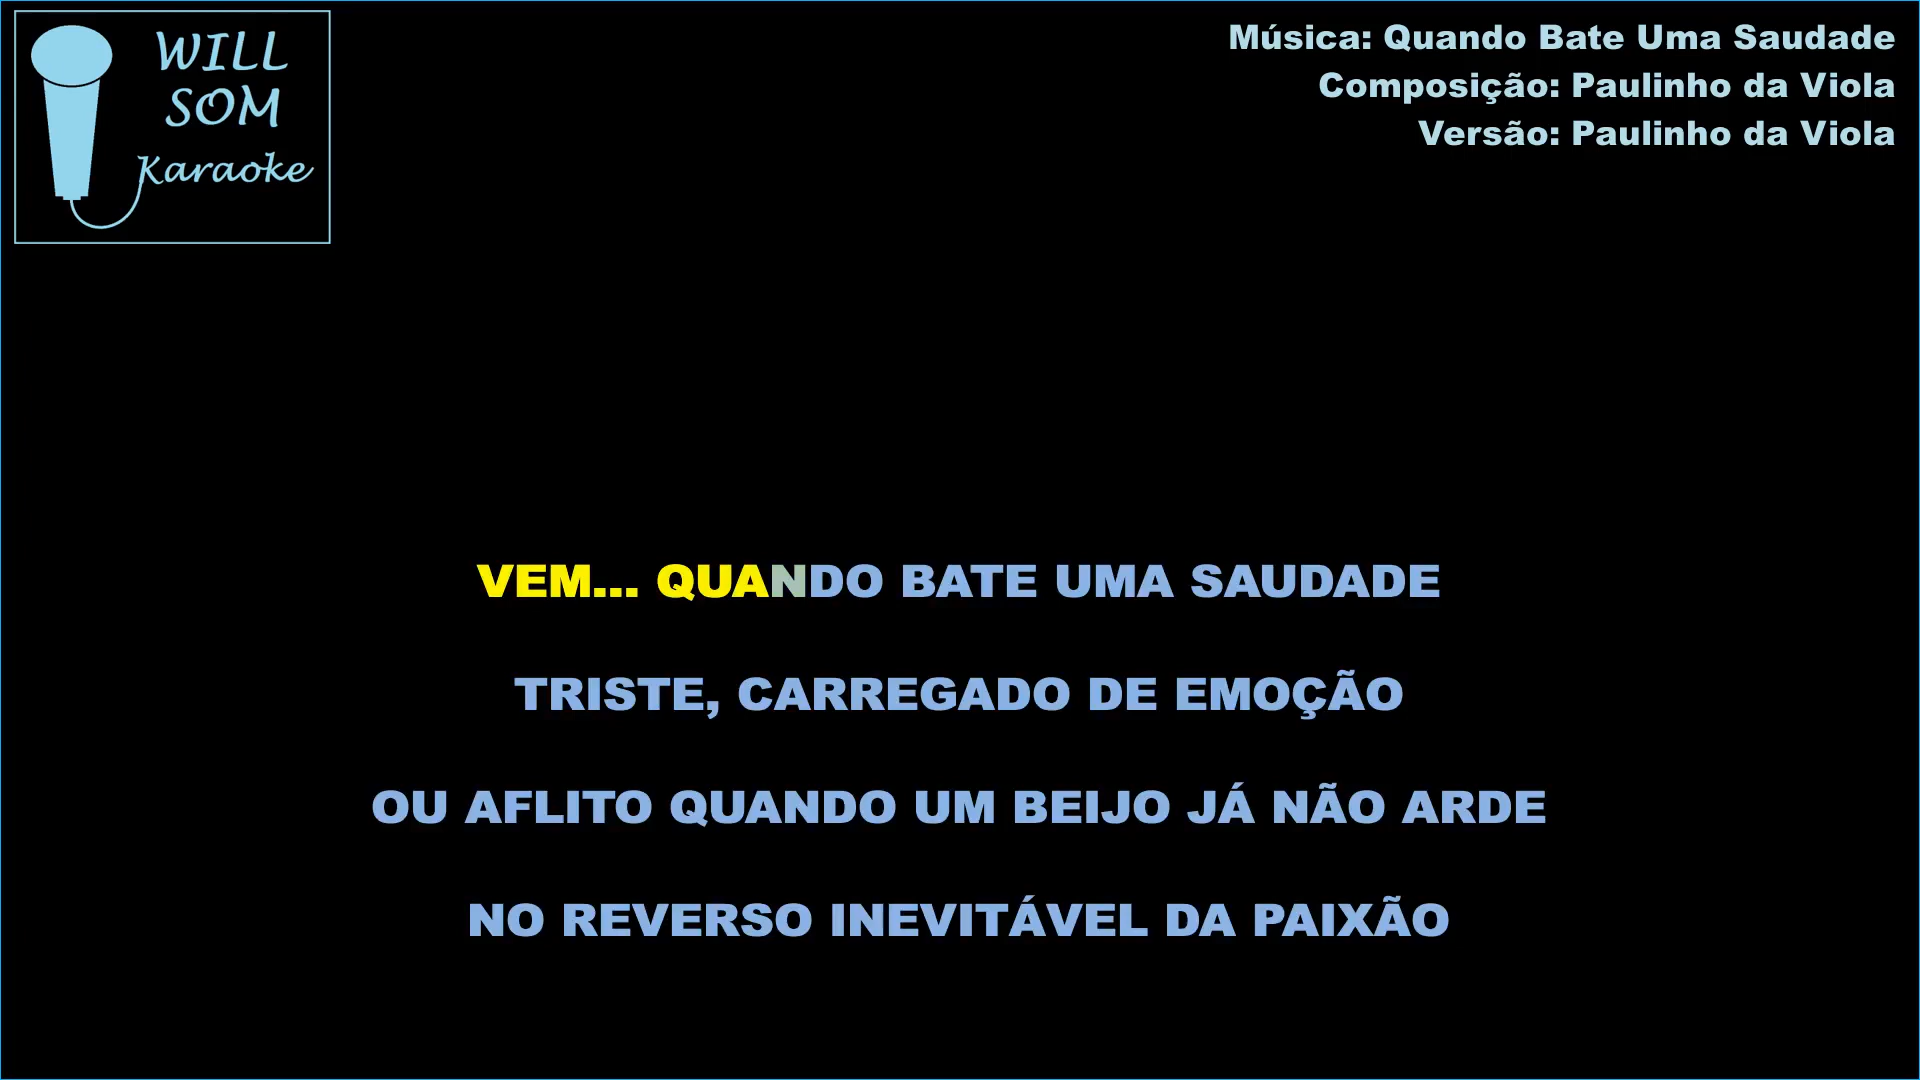 WILL
SOM
Karaoke
Música: Quando Bate Uma Saudade
Composição: Paulinho da Viola
Versão: Paulinho da Viola
VEM... QUANDO BATE UMA SAUDADE
TRISTE, CARREGADO DE EMOÇÃO
OU AFLITO QUANDO UM BEIJO JÁ NÃO ARDE
NO REVERSO INEVITÁVEL DA PAIXÃO